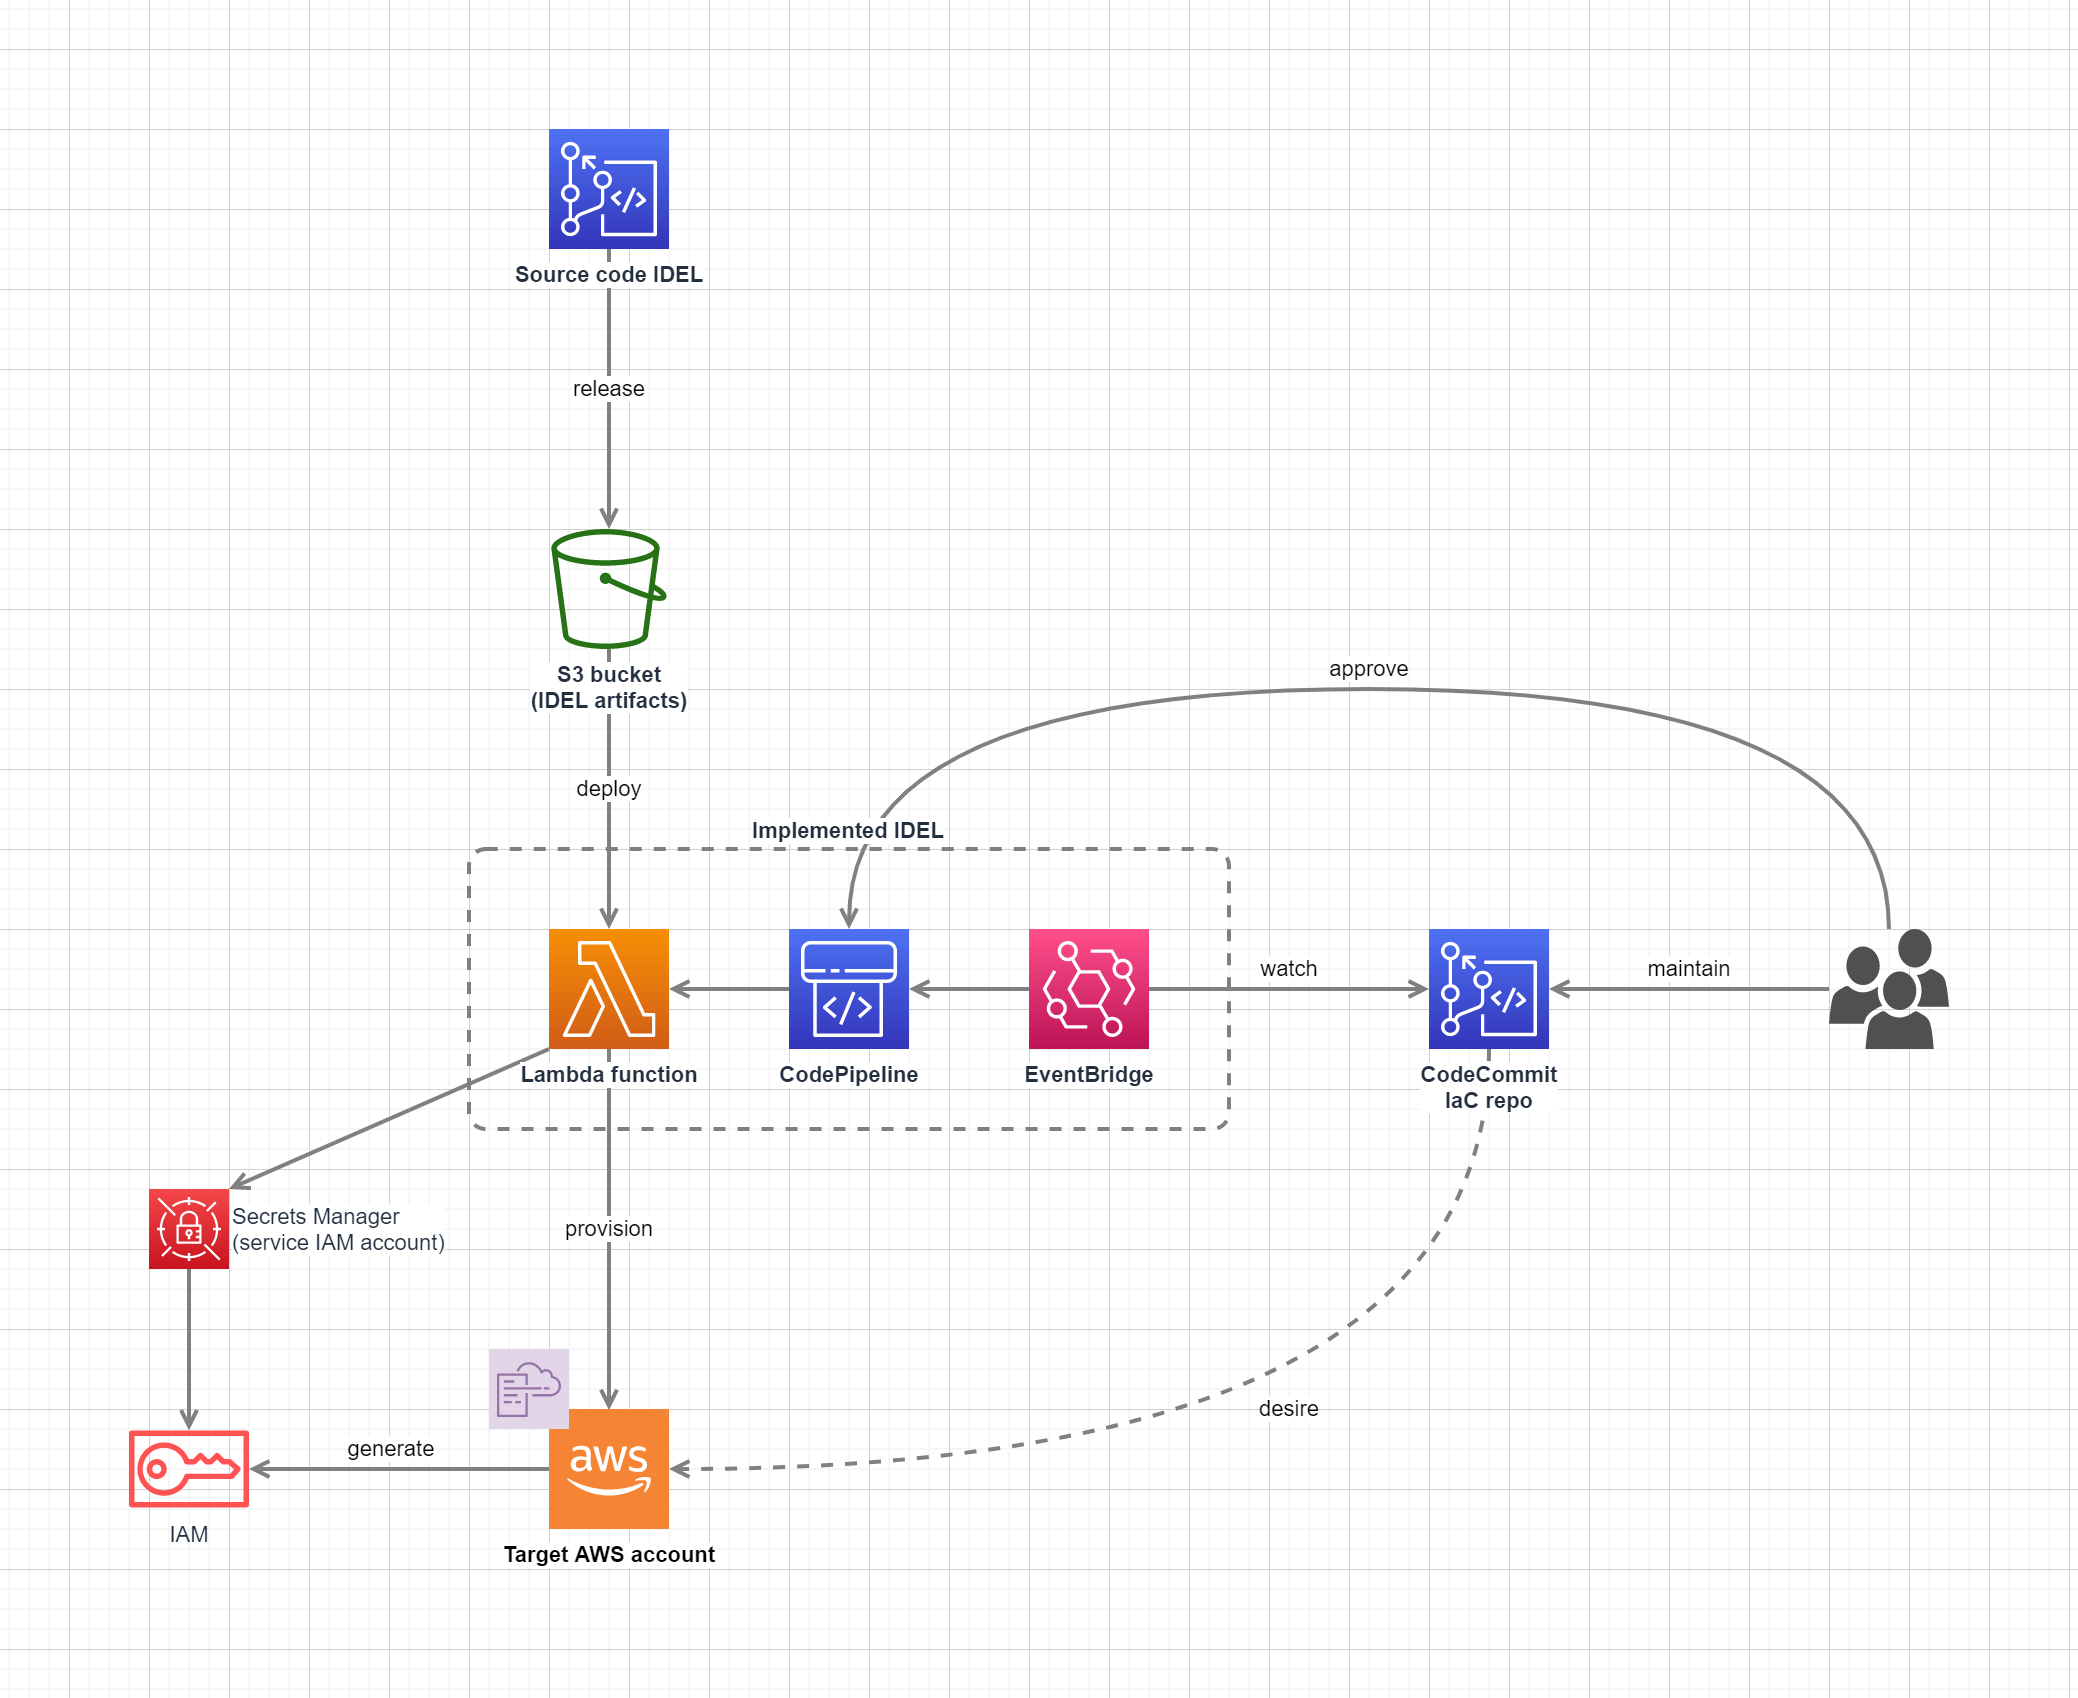 Source code IDEL
release
S3 bucket
(IDEL artifacts)
approve
deploy
Implemented IDEL
watch
maintain
Lambda function
CodePipeline
EventBridge
CodeCommit
IaC repo
Secrets Manager
(service IAM account)
provision
desire
generate
aws
IAM
Target AWS account